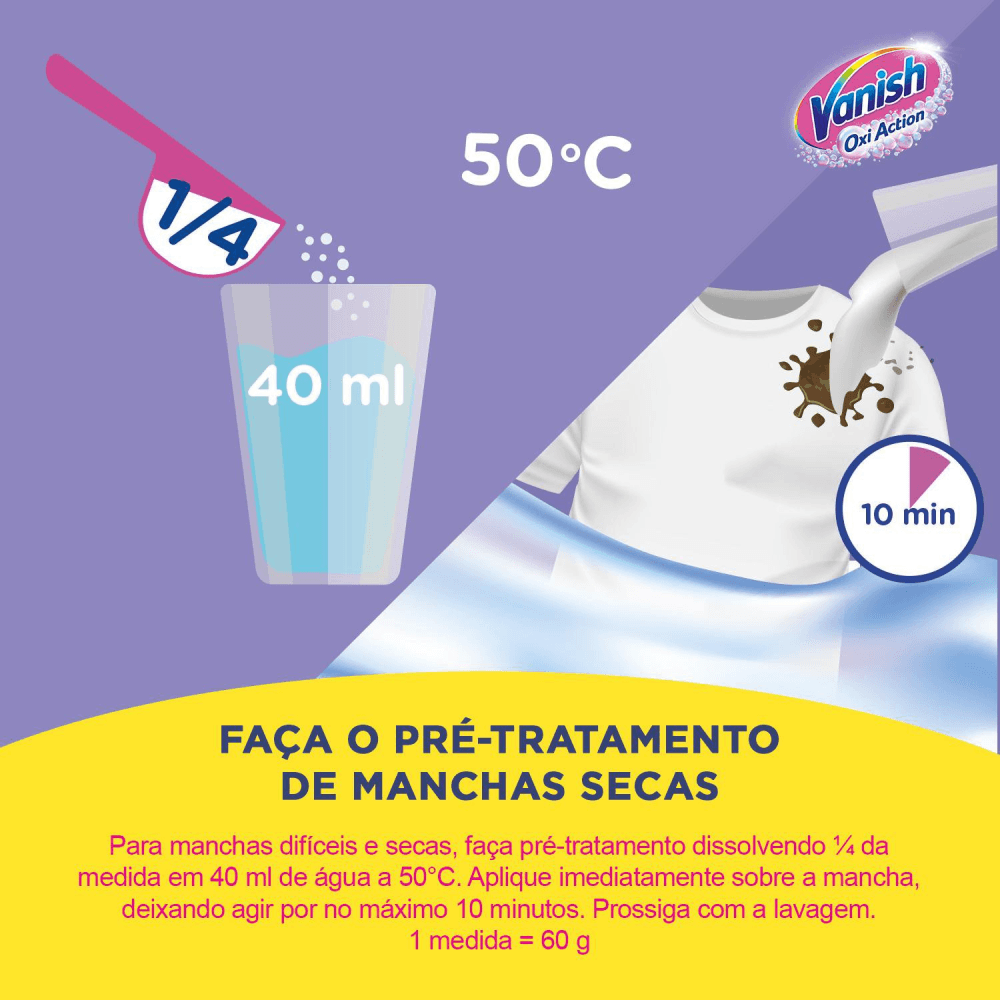 Vanish
Oxi Action
50°C
1/4
40 ml
10 min
FAÇA O PRÉ-TRATAMENTO
DE MANCHAS SECAS
Para manchas difíceis e secas, faça pré-tratamento dissolvendo ¼ da
medida em 40 ml de água a 50°C. Aplique imediatamente sobre a mancha,
deixando agir por no máximo 10 minutos. Prossiga com a lavagem.
1 medida = 60 g